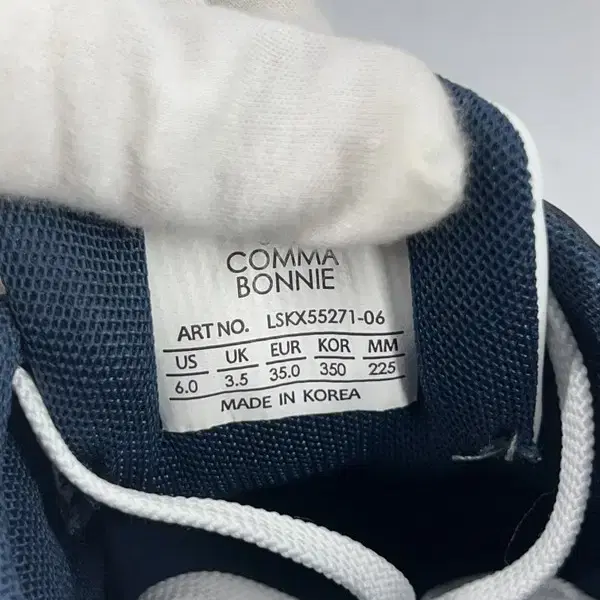 COMMA
BONNIE
ART NO. LSKX55271-06
US UK EUR KOR MM
6.0 3.5 35.0 350 225
MADE IN KOREA